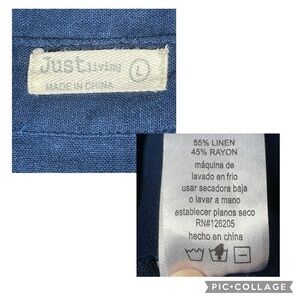 Just Living L
MADE IN CHINA
55% LINEN
45% RAYON
máquina de
lavado en frio
usar secadora baja
o lavar a mano
establecer planos seco
RN#126205
hecho en china
PIC•COLLAGE